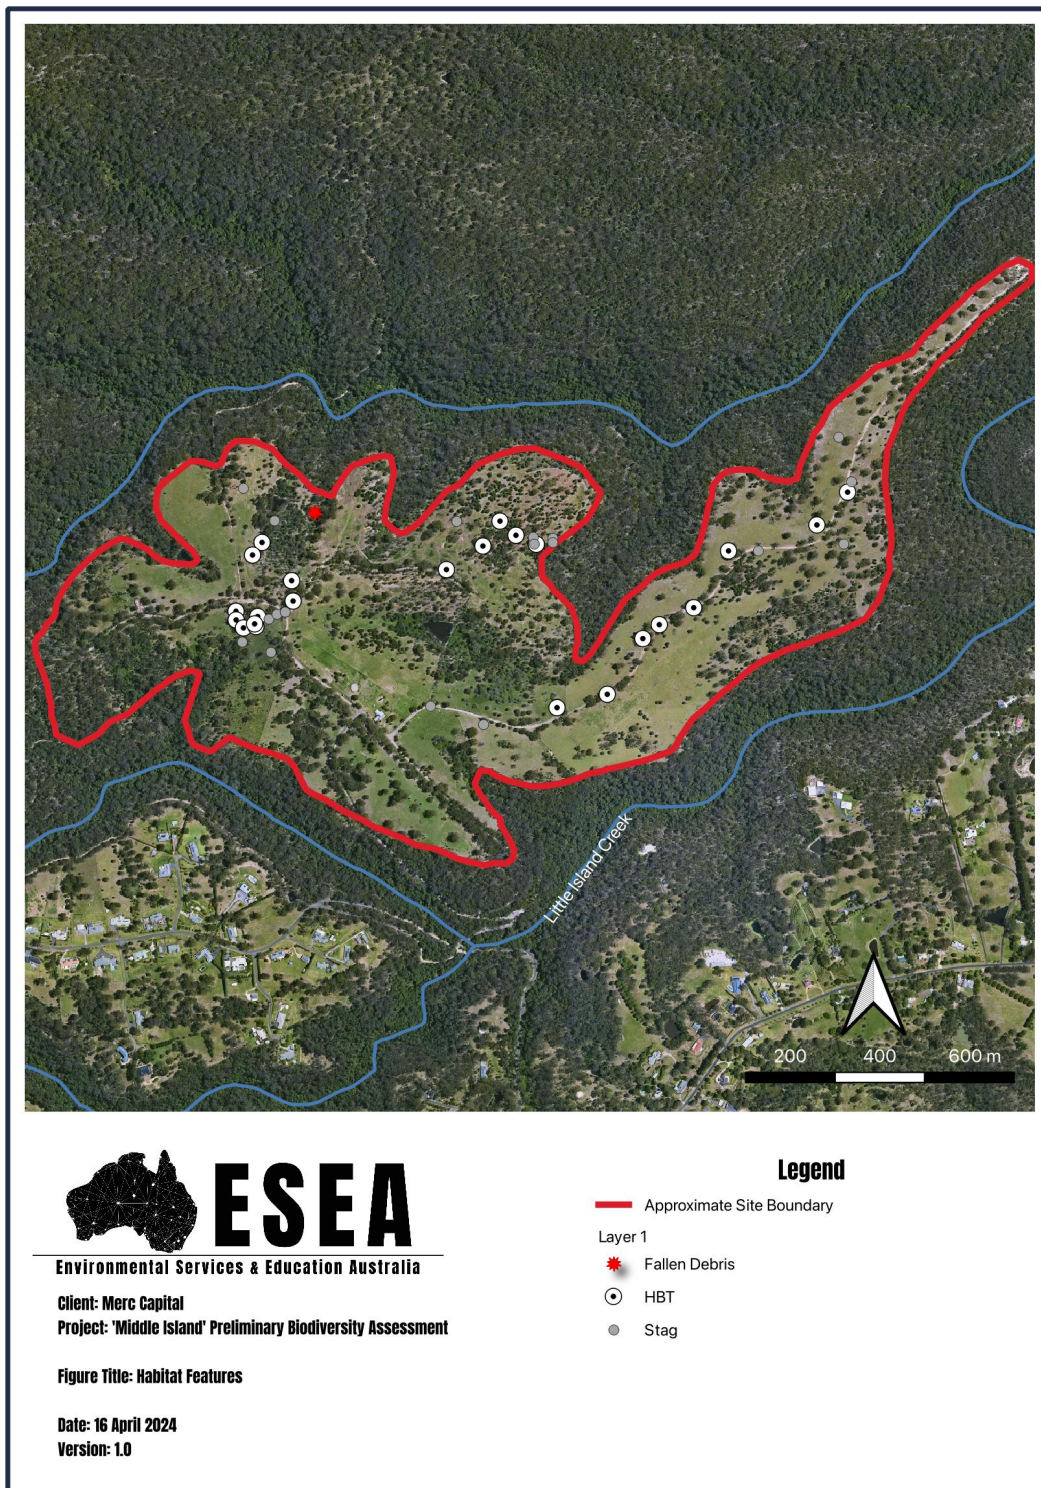 Little Island Creek
200 400 600 m
ESEA
Environmental Services & Education Australia
Client: Merc Capital
Project: 'Middle Island' Preliminary Biodiversity Assessment
Figure Title: Habitat Features
Date: 16 April 2024
Version: 1.0
Legend
Approximate Site Boundary
Layer 1
Fallen Debris
HBT
Stag